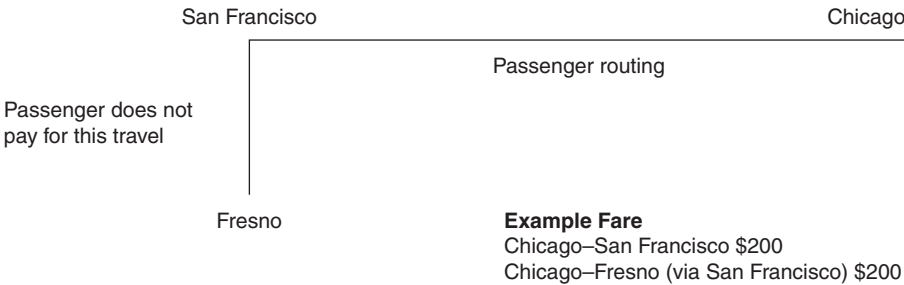 San Francisco
Chicago
Passenger routing
Passenger does not
pay for this travel
Fresno
Example Fare
Chicago–San Francisco $200
Chicago–Fresno (via San Francisco) $200